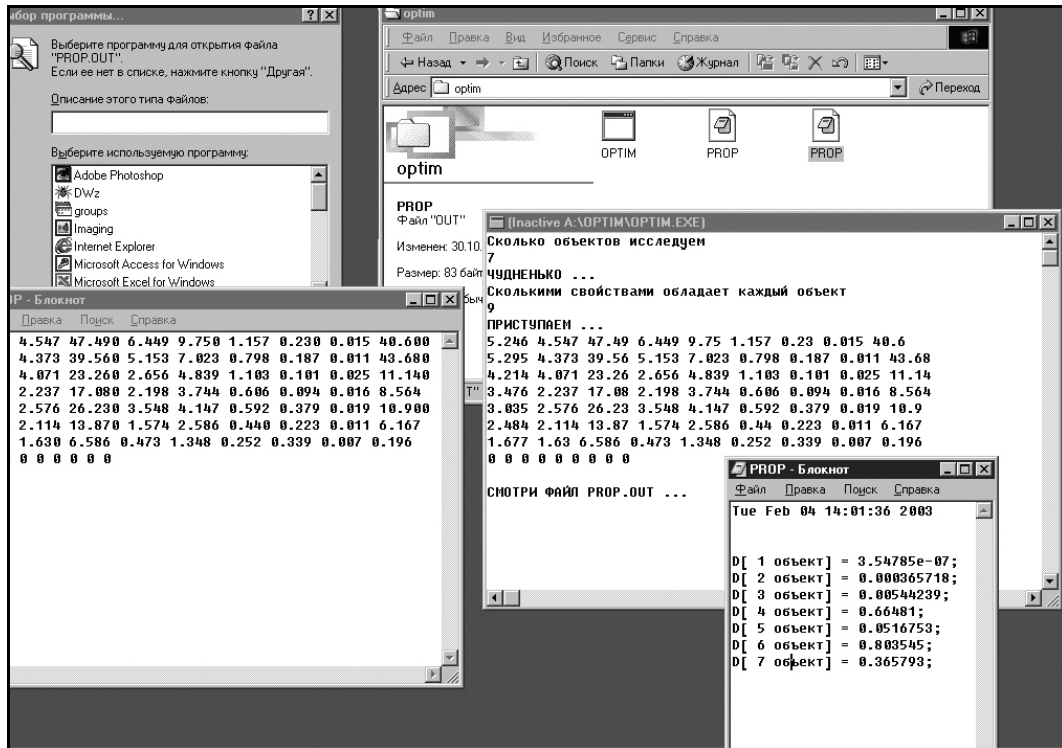 ыбор программы...
Выберите программу для открытия файла
"PROP.OUT".
Если ее нет в списке, нажмите кнопку "Другая".
Описание этого типа файлов:
Выберите используемую программу:
Adobe Photoshop
DWz
groups
Imaging
Internet Explorer
Microsoft Access for Windows
Microsoft Excel for Windows
optim
Файл Правка Вид Избранное Сервис Справка
Назад Поиск Папки Журнал
Адрес optim Переход
OPTIM PROP PROP
optim
PROP
Файл "OUT"
Изменен: 30.10.
Размер: 83 байт
(Inactive A:\OPTIM\OPTIM.EXE)
Сколько объектов исследуем
7
ЧУДНЕНЬКО ...
Сколькими свойствами обладает каждый объект
9
ПРИСТУПАЕМ ...
5.246 4.547 47.49 6.449 9.75 1.157 0.23 0.015 40.6
5.295 4.373 39.56 5.153 7.023 0.798 0.187 0.011 43.68
4.214 4.071 23.26 2.656 4.839 1.103 0.101 0.025 11.14
3.476 2.237 17.08 2.198 3.744 0.606 0.094 0.016 8.564
3.035 2.576 26.23 3.548 4.147 0.592 0.379 0.019 10.9
2.484 2.114 13.87 1.574 2.586 0.44 0.223 0.011 6.167
1.677 1.63 6.586 0.473 1.348 0.252 0.339 0.007 0.196
0 0 0 0 0 0 0 0 0
СМОТРИ ФАЙЛ PROP.OUT ...
OP - Блокнот
Правка Поиск Справка
4.547 47.490 6.449 9.750 1.157 0.230 0.015 40.600
4.373 39.560 5.153 7.023 0.798 0.187 0.011 43.680
4.071 23.260 2.656 4.839 1.103 0.101 0.025 11.140
2.237 17.080 2.198 3.744 0.606 0.094 0.016 8.564
2.576 26.230 3.548 4.147 0.592 0.379 0.019 10.900
2.114 13.870 1.574 2.586 0.440 0.223 0.011 6.167
1.630 6.586 0.473 1.348 0.252 0.339 0.007 0.196
0 0 0 0 0 0
PROP - Блокнот
Файл Правка Поиск Справка
Tue Feb 04 14:01:36 2003
D[ 1 объект] = 3.54785e-07;
D[ 2 объект] = 0.000365718;
D[ 3 объект] = 0.00544239;
D[ 4 объект] = 0.66481;
D[ 5 объект] = 0.0516753;
D[ 6 объект] = 0.803545;
D[ 7 объект] = 0.365793;